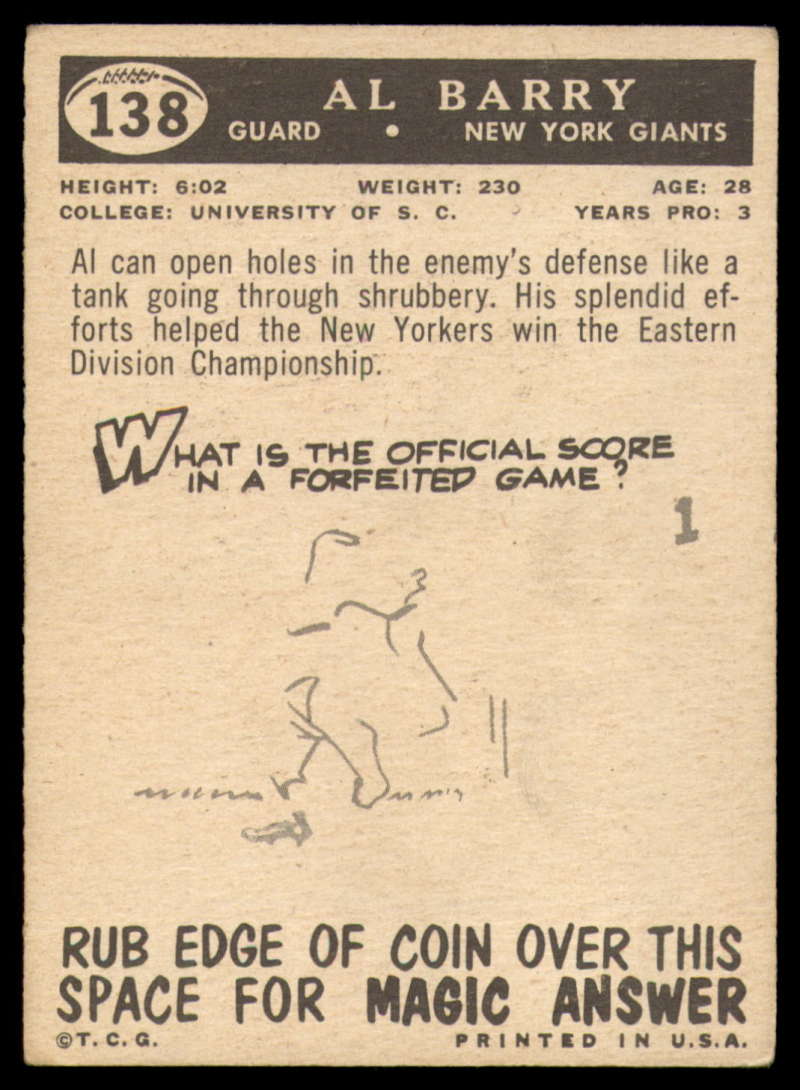 138
AL BARRY
GUARD • NEW YORK GIANTS
HEIGHT: 6:02 WEIGHT: 230 AGE: 28
COLLEGE: UNIVERSITY OF S. C. YEARS PRO: 3
Al can open holes in the enemy's defense like a
tank going through shrubbery. His splendid ef-
forts helped the New Yorkers win the Eastern
Division Championship.
WHAT IS THE OFFICIAL SCORE
IN A FORFEITED GAME?
1
RUB EDGE OF COIN OVER THIS
SPACE FOR MAGIC ANSWER
©T. C. G. PRINTED IN U.S.A.